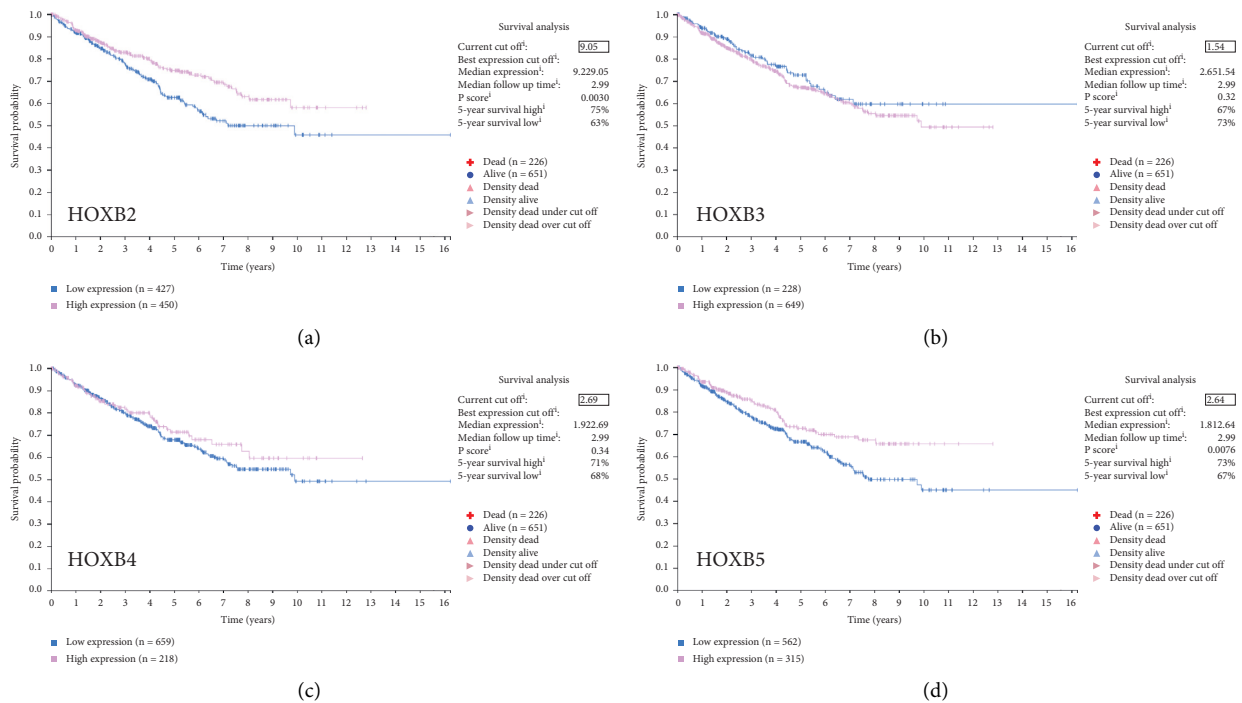 1.0
0.9
0.8
0.7
0.6
0.5
0.4
0.3
0.2
0.1
0.0
Survival probability
HOXB2
0 1 2 3 4 5 6 7 8 9 10 11 12 13 14 15 16
Time (years)
Low expression (n = 427)
High expression (n = 450)
Survival analysis
Current cut off§: 9.05
Best expression cut off§:
Median expression§: 9.229.05
Median follow up time§: 2.99
P score§ 0.0030
5-year survival high§ 75%
5-year survival low§ 63%
Dead (n = 226)
Alive (n = 651)
Density dead
Density alive
Density dead under cut off
Density dead over cut off
(a)
1.0
0.9
0.8
0.7
0.6
0.5
0.4
0.3
0.2
0.1
0.0
Survival probability
HOXB3
0 1 2 3 4 5 6 7 8 9 10 11 12 13 14 15 16
Time (years)
Low expression (n = 228)
High expression (n = 649)
Survival analysis
Current cut off§: 1.54
Best expression cut off§:
Median expression§: 2.651.54
Median follow up time§: 2.99
P score§ 0.32
5-year survival high§ 67%
5-year survival low§ 73%
Dead (n = 226)
Alive (n = 651)
Density dead
Density alive
Density dead under cut off
Density dead over cut off
(b)
1.0
0.9
0.8
0.7
0.6
0.5
0.4
0.3
0.2
0.1
0.0
Survival probability
HOXB4
0 1 2 3 4 5 6 7 8 9 10 11 12 13 14 15 16
Time (years)
Low expression (n = 659)
High expression (n = 218)
Survival analysis
Current cut off§: 2.69
Best expression cut off§:
Median expression§: 1.922.69
Median follow up time§: 2.99
P score§ 0.34
5-year survival high§ 71%
5-year survival low§ 68%
Dead (n = 226)
Alive (n = 651)
Density dead
Density alive
Density dead under cut off
Density dead over cut off
(c)
1.0
0.9
0.8
0.7
0.6
0.5
0.4
0.3
0.2
0.1
0.0
Survival probability
HOXB5
0 1 2 3 4 5 6 7 8 9 10 11 12 13 14 15 16
Time (years)
Low expression (n = 562)
High expression (n = 315)
Survival analysis
Current cut off§: 2.64
Best expression cut off§:
Median expression§: 1.812.64
Median follow up time§: 2.99
P score§ 0.0076
5-year survival high§ 73%
5-year survival low§ 67%
Dead (n = 226)
Alive (n = 651)
Density dead
Density alive
Density dead under cut off
Density dead over cut off
(d)